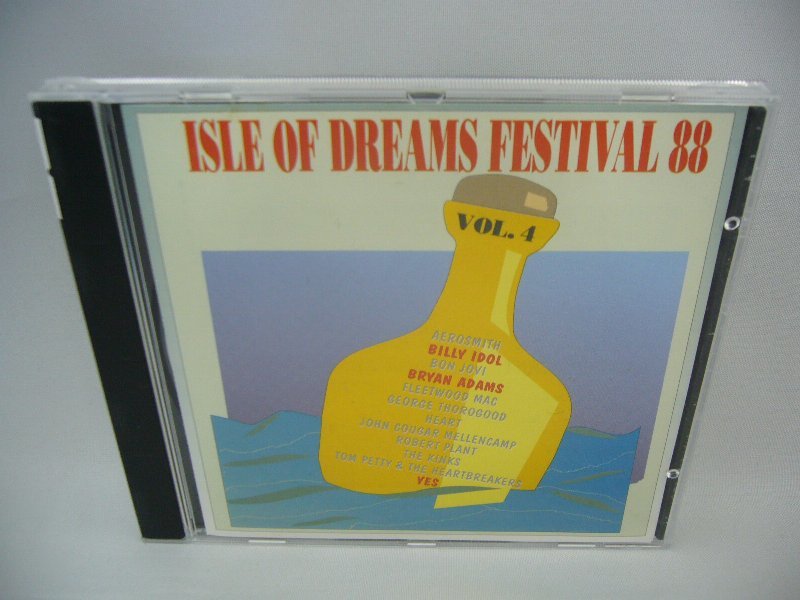 ISLE OF DREAMS FESTIVAL 88
VOL. 4
AEROSMITH
BILLY IDOL
BON JOVI
BRYAN ADAMS
FLEETWOOD MAC
GEORGE THOROGOOD
HEART
JOHN COUGAR MELLENCAMP
ROBERT PLANT
THE KINKS
TOM PETTY & THE HEARTBREAKERS
YES